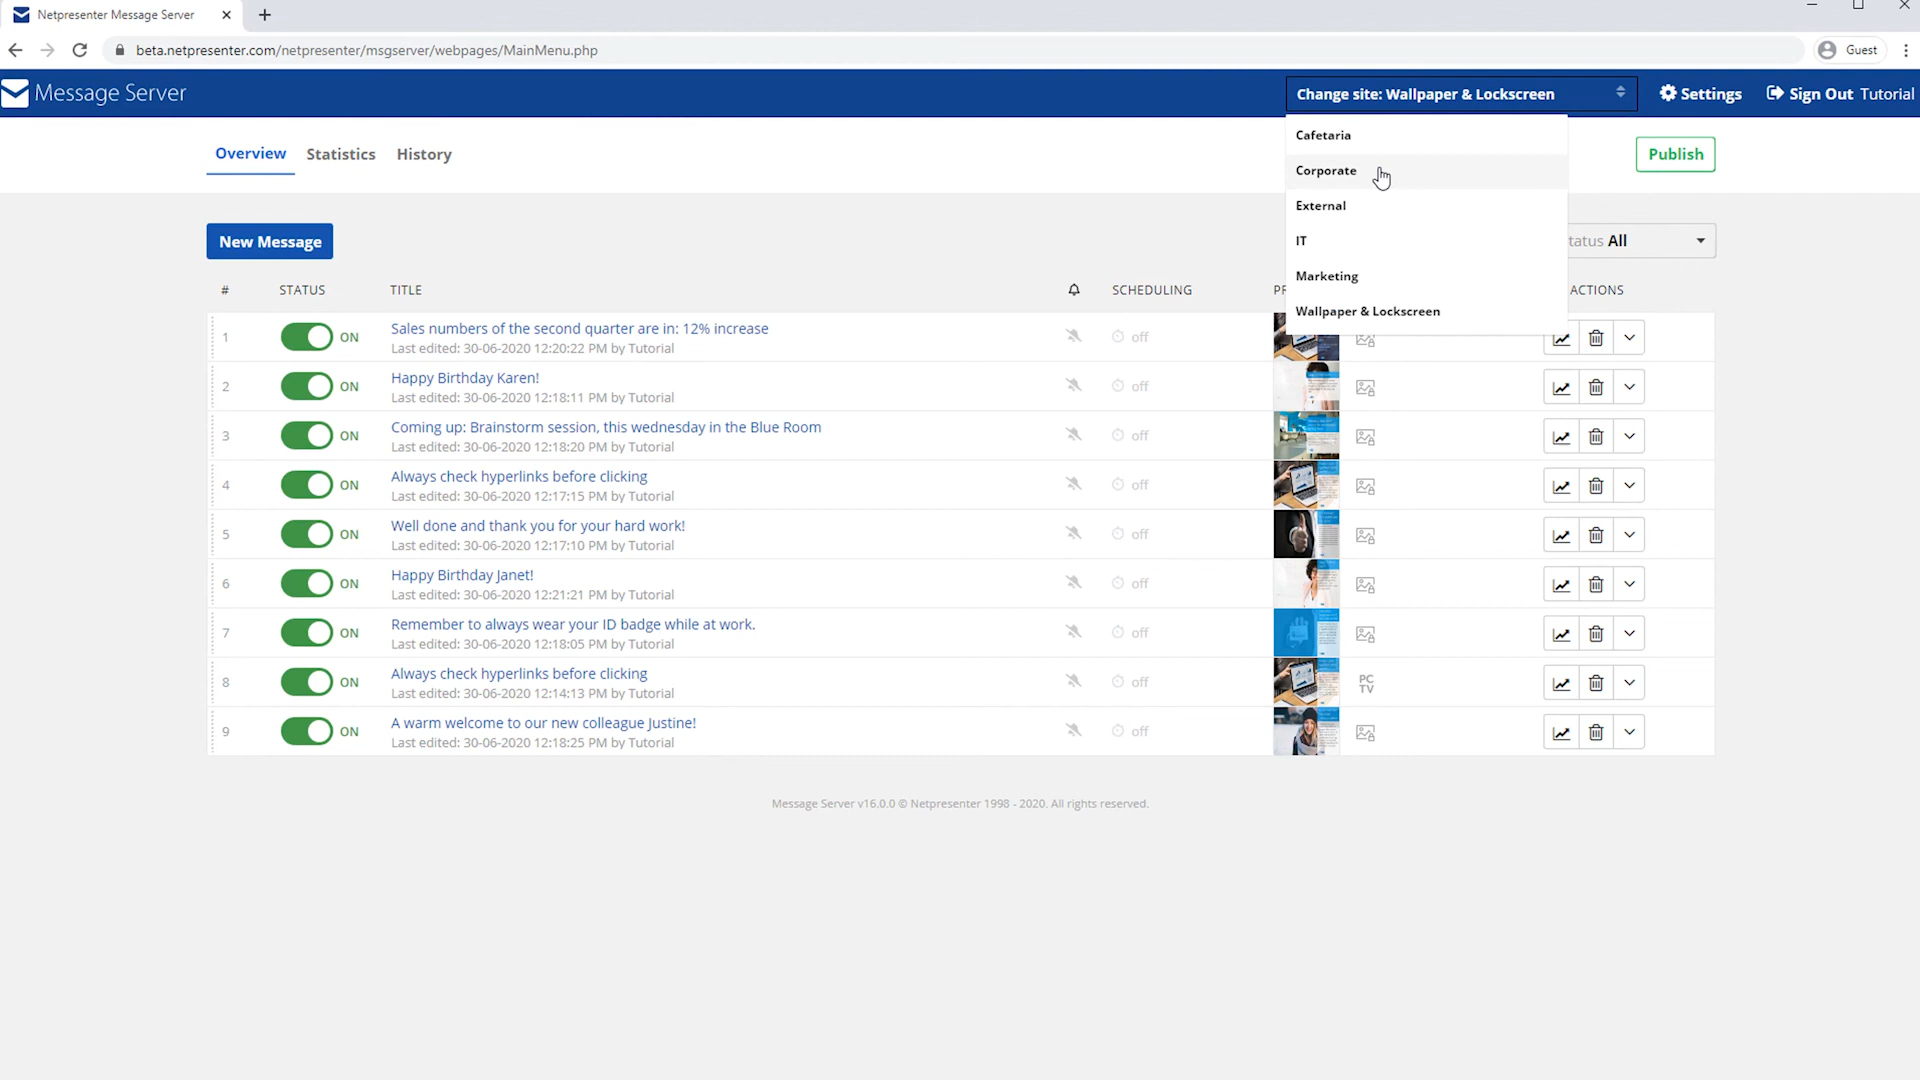 Netpresenter Message Server
beta.netpresenter.com/netpresenter/msgserver/webpages/MainMenu.php
Guest
Message Server
Change site: Wallpaper & Lockscreen
Settings
Sign Out Tutorial
Cafetaria
Corporate
External
IT
Marketing
Wallpaper & Lockscreen
Overview
Statistics
History
Publish
New Message
tatus All
# STATUS TITLE SCHEDULING PR ACTIONS
1 ON Sales numbers of the second quarter are in: 12% increase off
Last edited: 30-06-2020 12:20:22 PM by Tutorial
2 ON Happy Birthday Karen! off
Last edited: 30-06-2020 12:18:11 PM by Tutorial
3 ON Coming up: Brainstorm session, this wednesday in the Blue Room off
Last edited: 30-06-2020 12:18:20 PM by Tutorial
4 ON Always check hyperlinks before clicking off
Last edited: 30-06-2020 12:17:15 PM by Tutorial
5 ON Well done and thank you for your hard work! off
Last edited: 30-06-2020 12:17:10 PM by Tutorial
6 ON Happy Birthday Janet! off
Last edited: 30-06-2020 12:21:21 PM by Tutorial
7 ON Remember to always wear your ID badge while at work. off
Last edited: 30-06-2020 12:18:05 PM by Tutorial
8 ON Always check hyperlinks before clicking off PC TV
Last edited: 30-06-2020 12:14:13 PM by Tutorial
9 ON A warm welcome to our new colleague Justine! off
Last edited: 30-06-2020 12:18:25 PM by Tutorial
Message Server v16.0.0 © Netpresenter 1998 - 2020. All rights reserved.